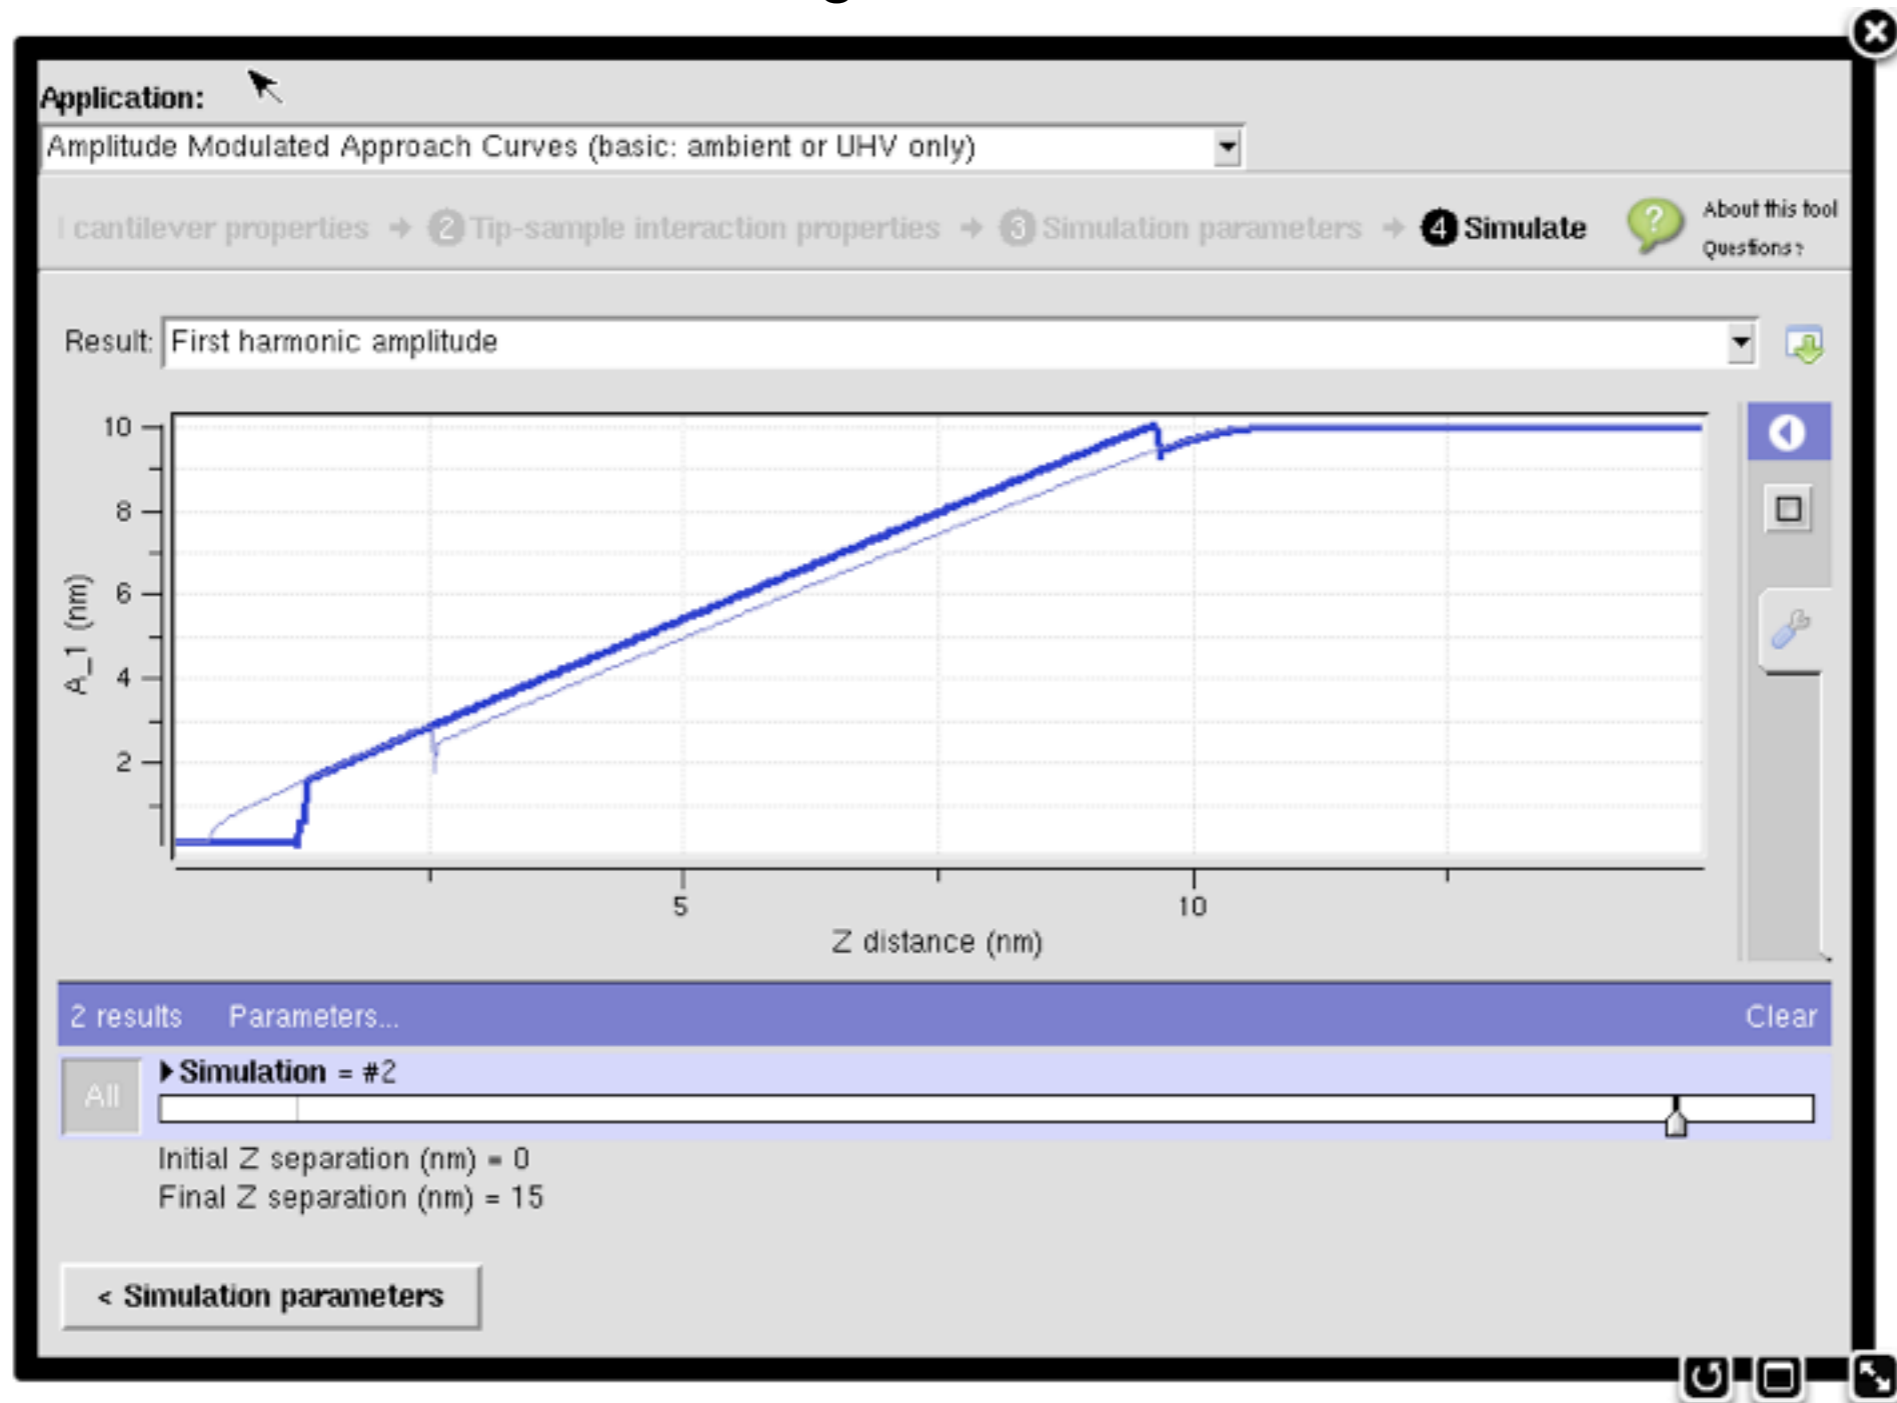 Application:
Amplitude Modulated Approach Curves (basic: ambient or UHV only)
cantilever properties → 2 Tip-sample interaction properties → 3 Simulation parameters → 4 Simulate
? About this tool
Questions?
Result: First harmonic amplitude
10
8
6
4
2
A_1 (nm)
5 10
Z distance (nm)
2 results Parameters... Clear
All
Simulation = #2
Initial Z separation (nm) = 0
Final Z separation (nm) = 15
< Simulation parameters